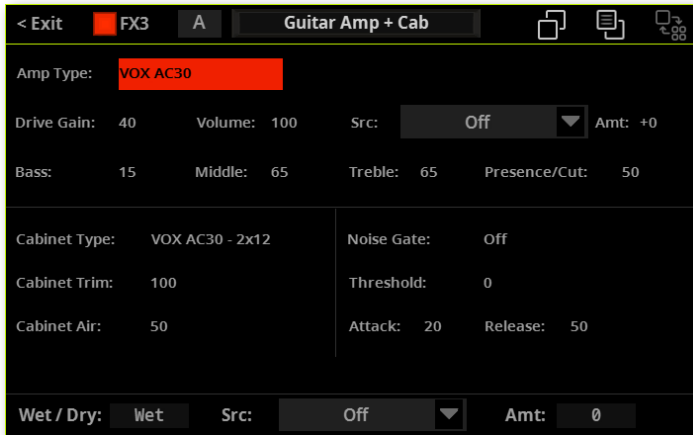 < Exit FX3 A Guitar Amp + Cab
Amp Type: VOX AC30
Drive Gain: 40 Volume: 100 Src: Off Amt: +0
Bass: 15 Middle: 65 Treble: 65 Presence/Cut: 50
Cabinet Type: VOX AC30 - 2x12 Noise Gate: Off
Cabinet Trim: 100 Threshold: 0
Cabinet Air: 50 Attack: 20 Release: 50
Wet / Dry: Wet Src: Off Amt: 0